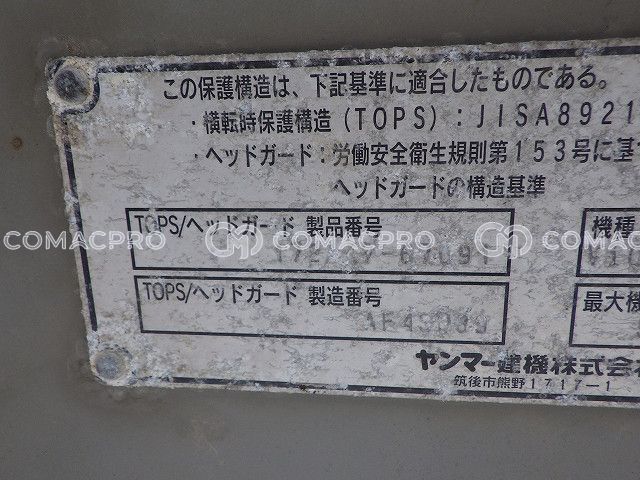 この保護構造は、下記基準に適合したものである。
・横転時保護構造(TOPS):JISA8921
・ヘッドガード:労働安全衛生規則第153号に基
ヘッドガードの構造基準
TOPS/ヘッドガード 製品番号
機種
COMACPRO COMACPRO COMACPRO
TOPS/ヘッドガード 製造番号
最大機
ヤンマー建機株式会
筑後市熊野1717-1